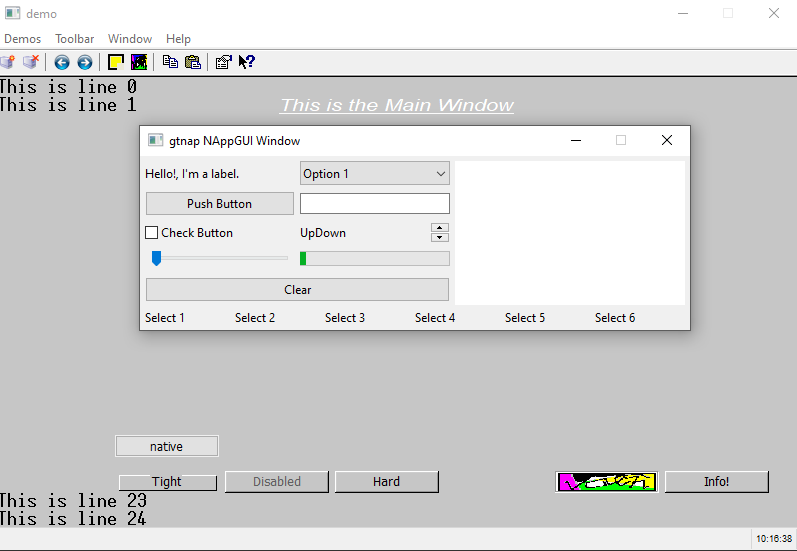 demo
Demos Toolbar Window Help
This is line 0
This is line 1
This is the Main Window
gtnap NAppGUI Window
Hello!, I'm a label. Option 1
Push Button
Check Button UpDown
Clear
Select 1 Select 2 Select 3 Select 4 Select 5 Select 6
native
Tight Disabled Hard Info!
This is line 23
This is line 24
10:16:38